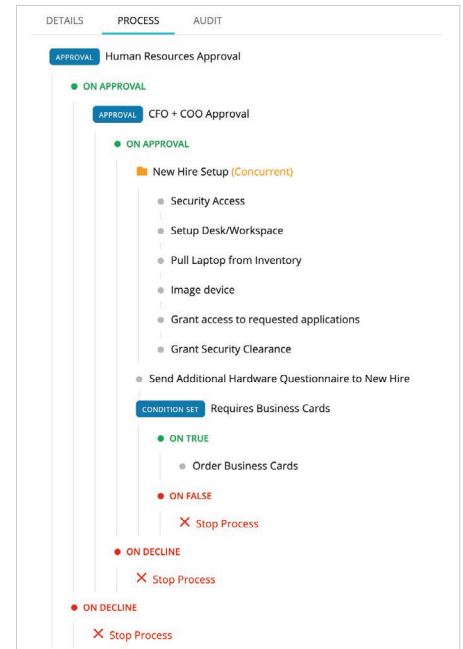 DETAILS PROCESS AUDIT
APPROVAL Human Resources Approval
ON APPROVAL
APPROVAL CFO + COO Approval
ON APPROVAL
New Hire Setup (Concurrent)
Security Access
Setup Desk/Workspace
Pull Laptop from Inventory
Image device
Grant access to requested applications
Grant Security Clearance
Send Additional Hardware Questionnaire to New Hire
CONDITION SET Requires Business Cards
ON TRUE
Order Business Cards
ON FALSE
Stop Process
ON DECLINE
Stop Process
ON DECLINE
Stop Process